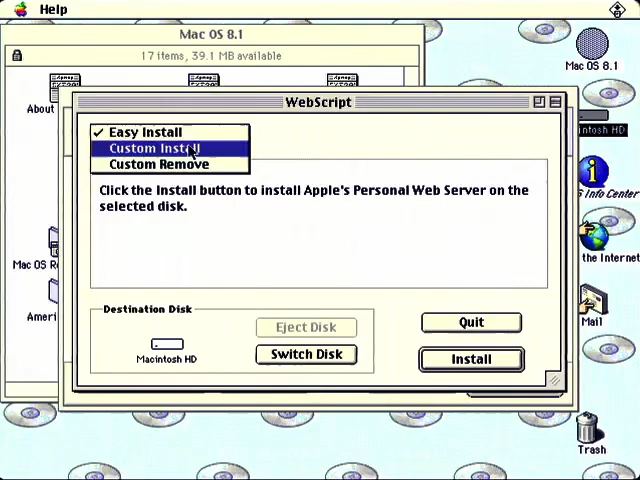 Help
Mac OS 8.1
17 items, 39.1 MB available
Mac OS 8.1
About
WebScript
intosh HD
✓ Easy Install
Custom Install
Custom Remove
Click the Install button to install Apple's Personal Web Server on the
selected disk.
Info Center
the Internet
Mac OS R
Ameri
Destination Disk
Macintosh HD
Eject Disk
Switch Disk
Quit
Install
Mail
Trash